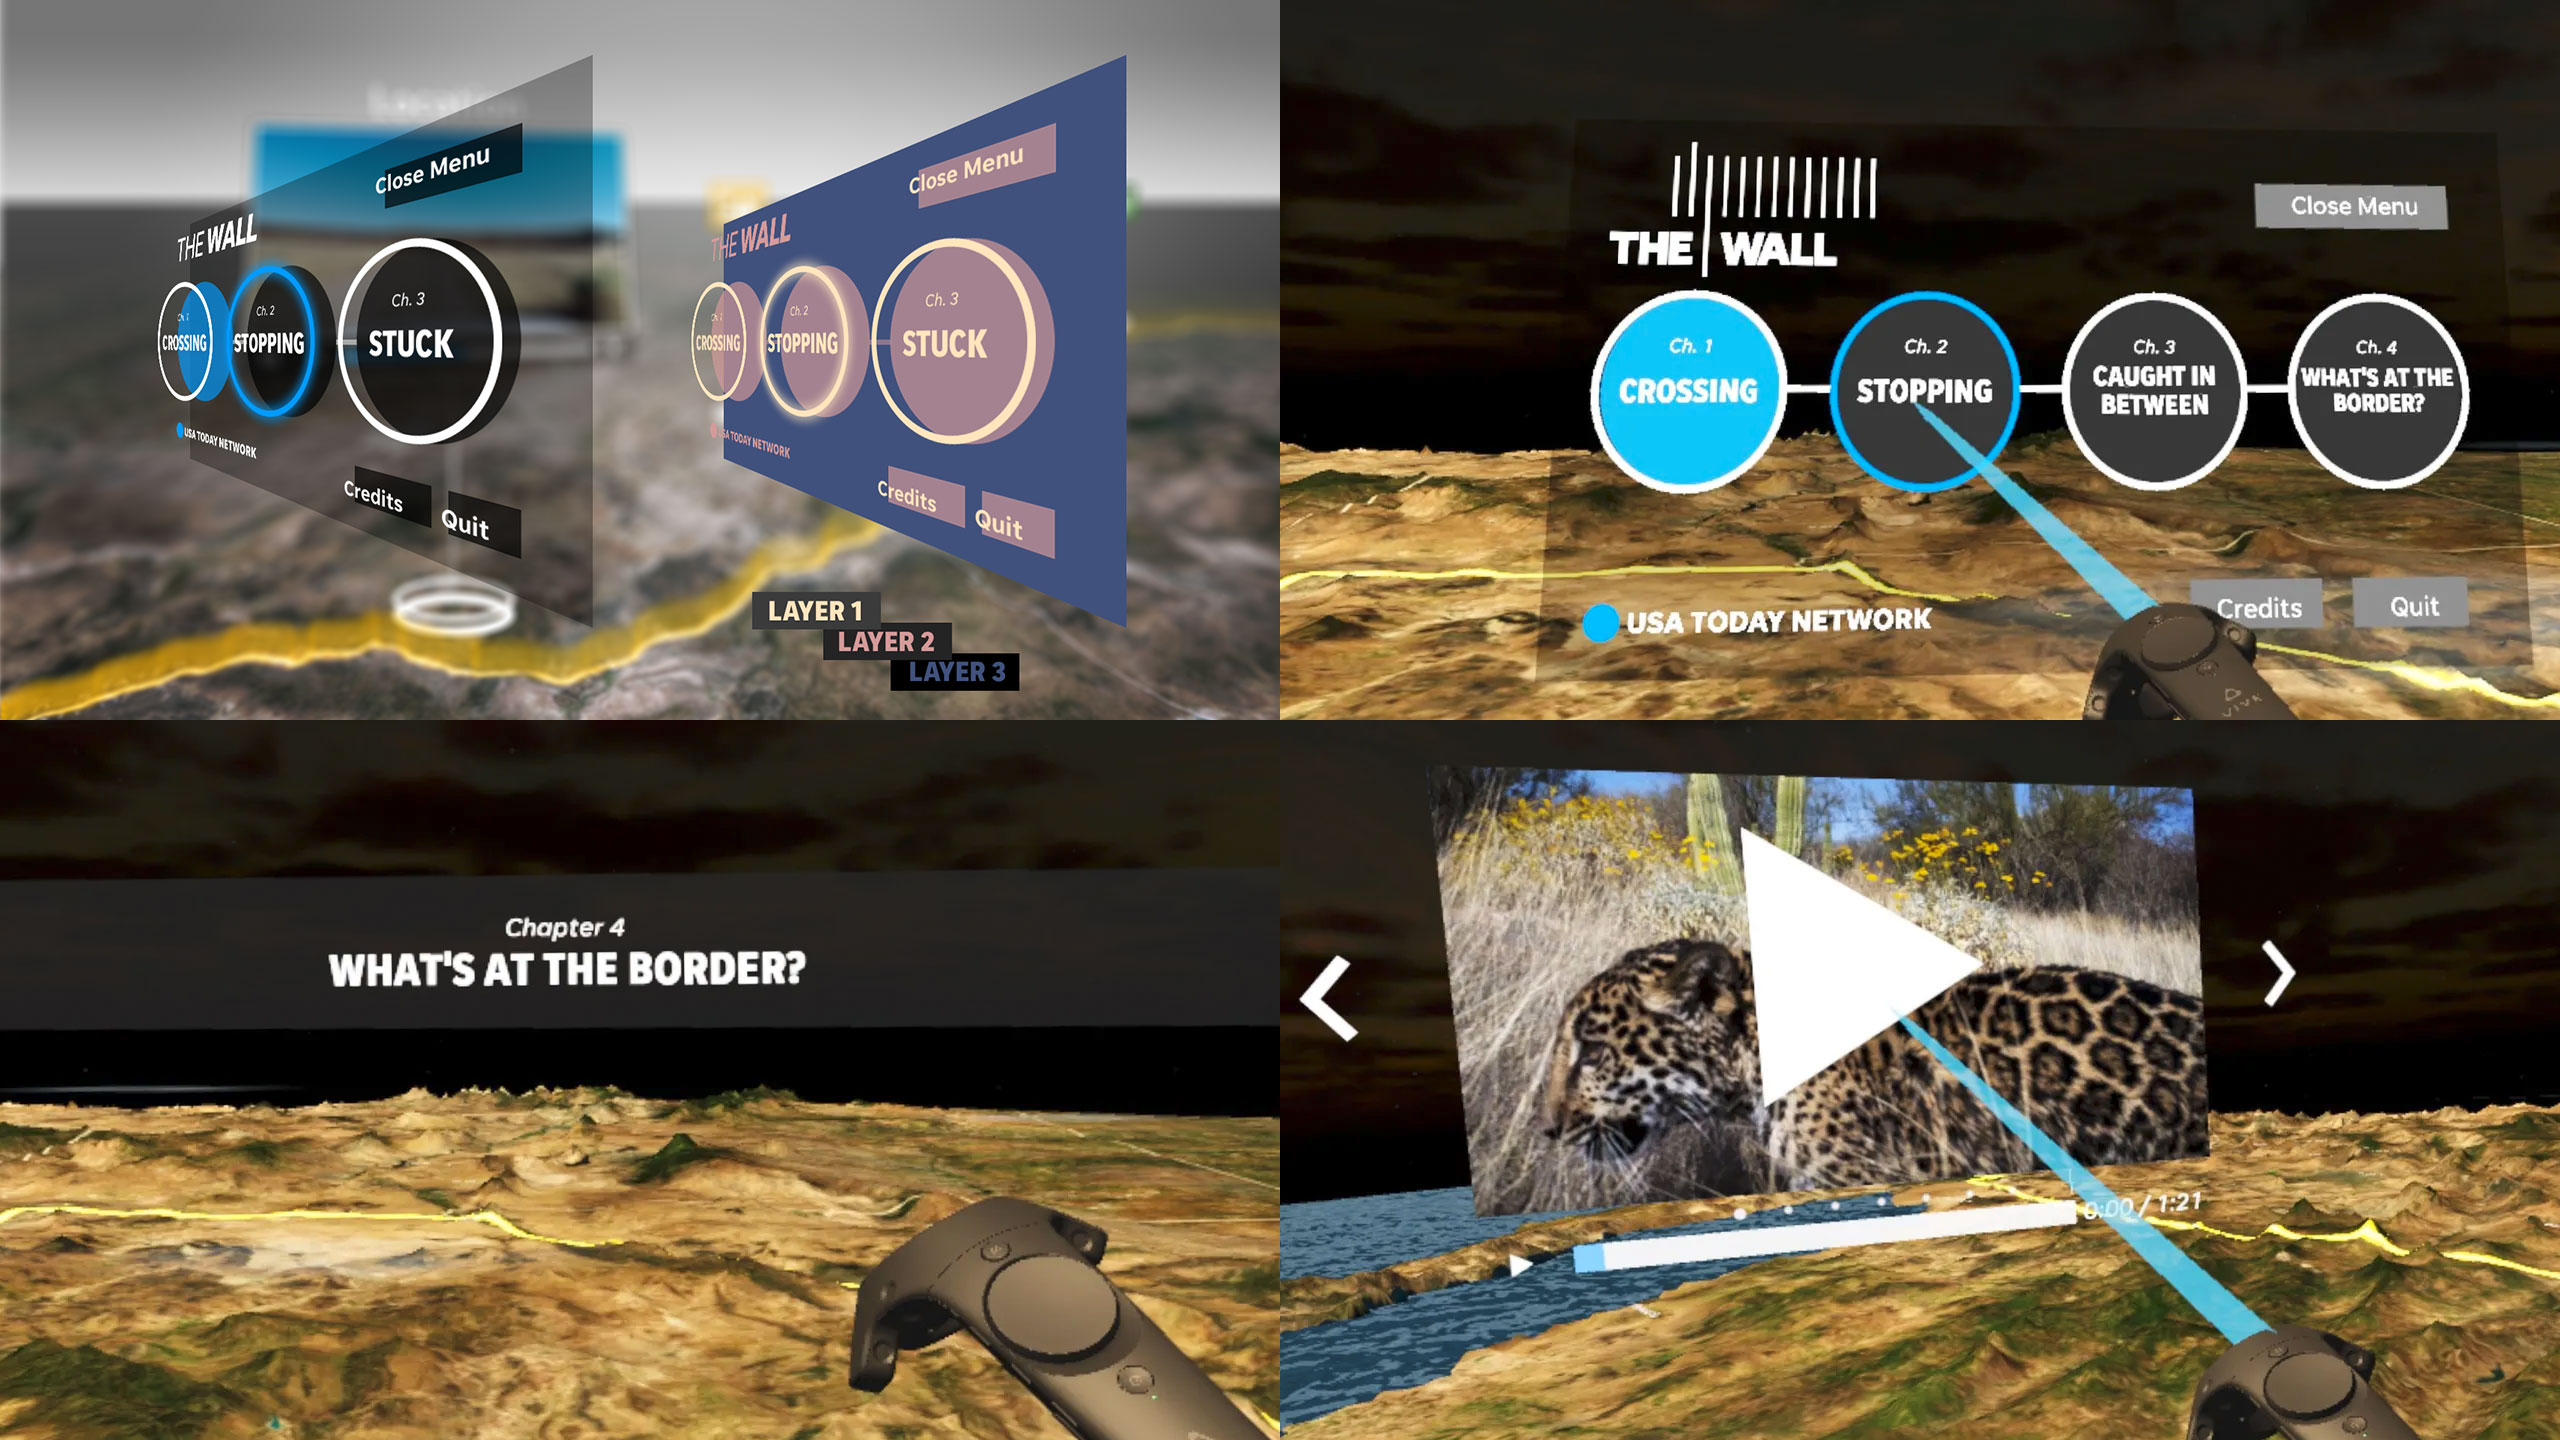 Location
Close Menu
THE WALL
Ch. 1
CROSSING
Ch. 2
STOPPING
Ch. 3
STUCK
USA TODAY NETWORK
Credits
Quit
Close Menu
THE WALL
Ch. 1
CROSSING
Ch. 2
STOPPING
Ch. 3
STUCK
USA TODAY NETWORK
Credits
Quit
LAYER 1
LAYER 2
LAYER 3
THE WALL
Close Menu
Ch. 1
CROSSING
Ch. 2
STOPPING
Ch. 3
CAUGHT IN
BETWEEN
Ch. 4
WHAT'S AT THE
BORDER?
USA TODAY NETWORK
Credits
Quit
VIVE
Chapter 4
WHAT'S AT THE BORDER?
0:00 / 1:21